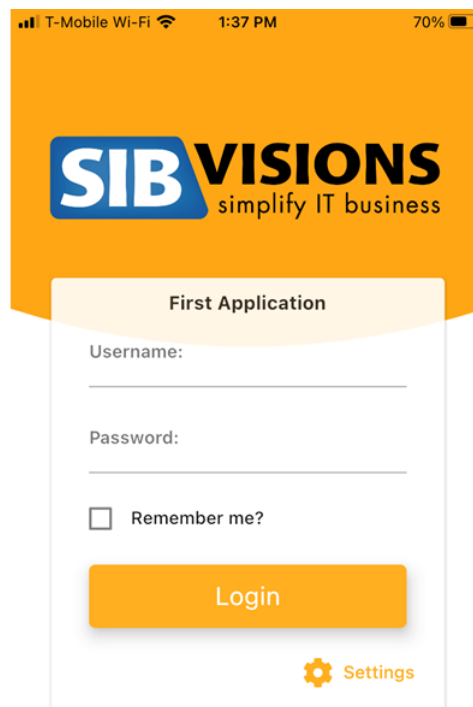 T-Mobile Wi-Fi 1:37 PM 70%
SIB VISIONS
simplify IT business
First Application
Username:
Password:
Remember me?
Login
Settings